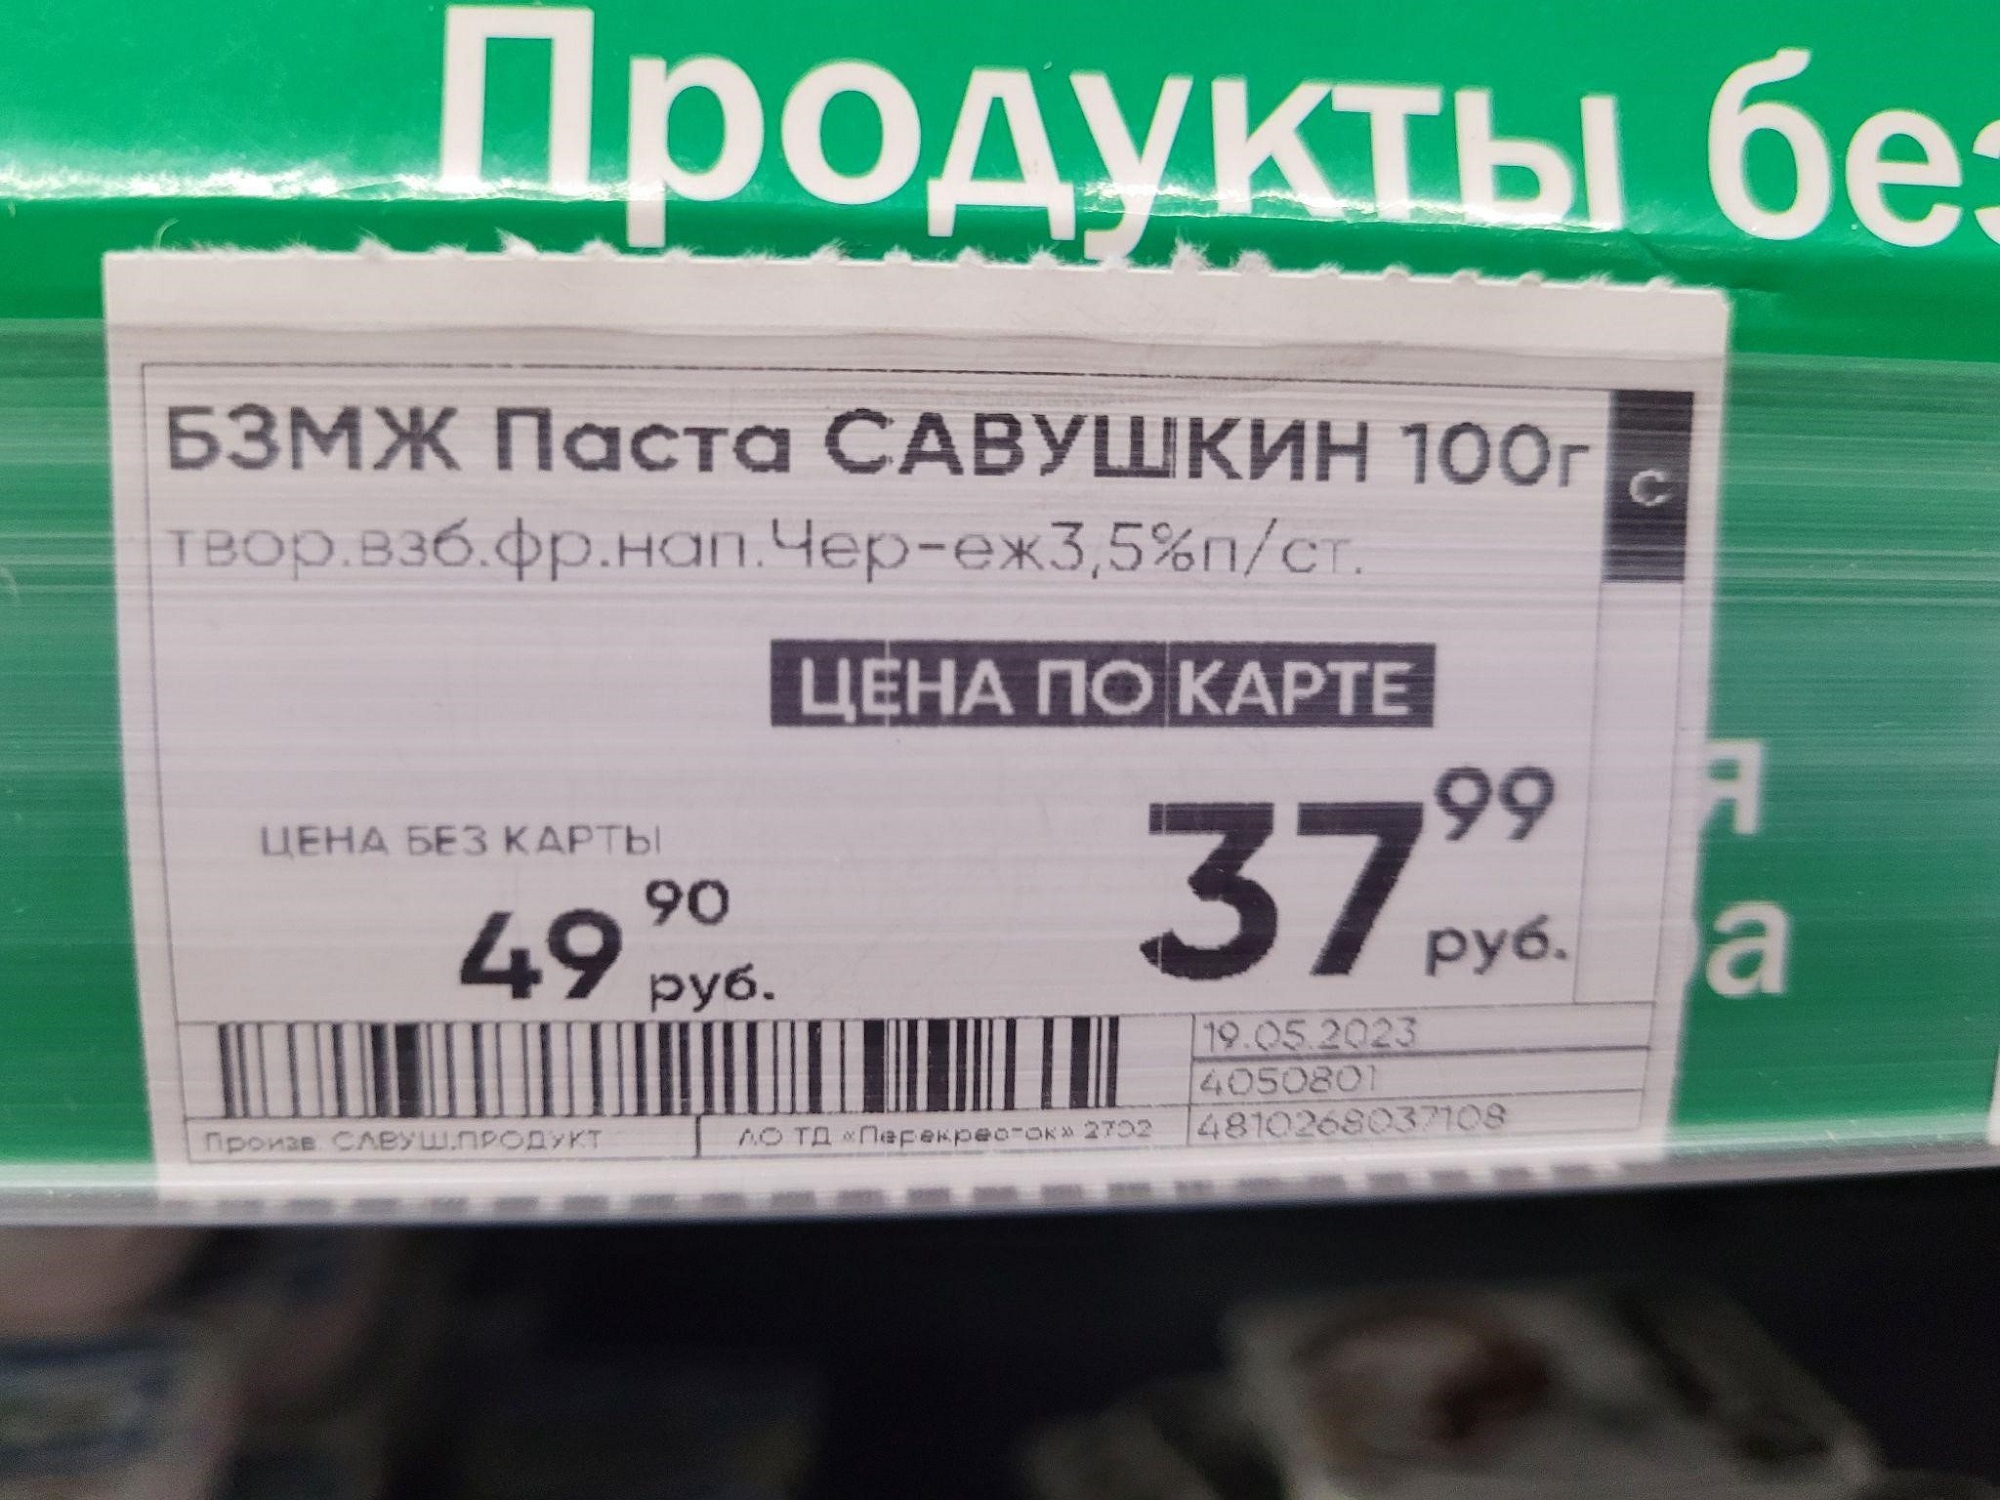 Продукты без
БЗМЖ Паста САВУШКИН 100г
с
твор.взб.фр.нап.Чер-еж3,5%п/ст.
ЦЕНА ПО КАРТЕ
ЦЕНА БЕЗ КАРТЫ
37 99 руб.
49 90 руб.
я
а
19.05.2023
4050801
4810268037108
Произв. САВУШ.ПРОДУКТ
АО ТД «Перекресток» 2702